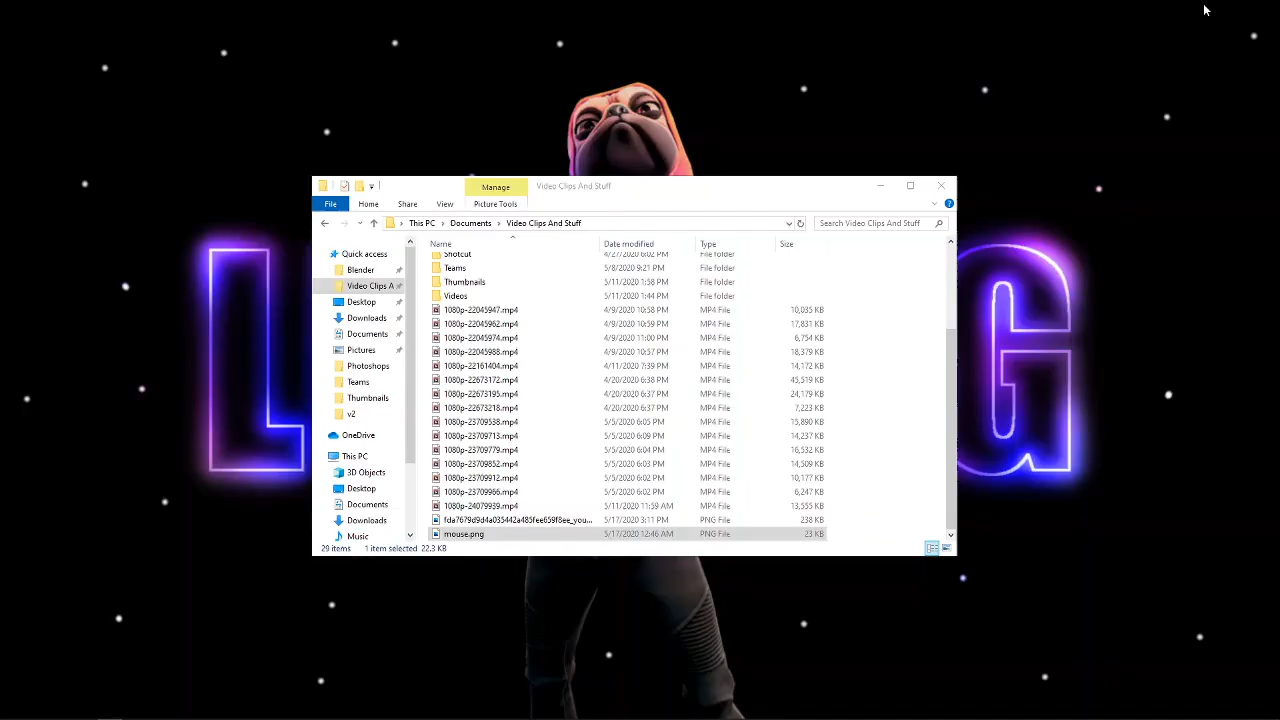 Manage
Video Clips And Stuff
File
Home
Share
View
Picture Tools
This PC
Documents
Video Clips And Stuff
Search Video Clips And Stuff
Name
Date modified
Type
Size
Quick access
Blender
Video Clips A
Desktop
Downloads
Documents
Pictures
Photoshops
Teams
Thumbnails
v2
OneDrive
This PC
3D Objects
Desktop
Documents
Downloads
Music
Shotcut 4/27/2020 6:02 PM File folder
Teams 5/8/2020 9:21 PM File folder
Thumbnails 5/11/2020 1:58 PM File folder
Videos 5/11/2020 1:44 PM File folder
1080p-22045947.mp4 4/9/2020 10:58 PM MP4 File 10,035 KB
1080p-22045962.mp4 4/9/2020 10:59 PM MP4 File 17,831 KB
1080p-22045974.mp4 4/9/2020 11:00 PM MP4 File 6,754 KB
1080p-22045988.mp4 4/9/2020 10:57 PM MP4 File 18,379 KB
1080p-22161404.mp4 4/11/2020 7:39 PM MP4 File 14,172 KB
1080p-22673172.mp4 4/20/2020 6:38 PM MP4 File 45,519 KB
1080p-22673195.mp4 4/20/2020 6:37 PM MP4 File 24,179 KB
1080p-22673218.mp4 4/20/2020 6:37 PM MP4 File 7,223 KB
1080p-23709538.mp4 5/5/2020 6:05 PM MP4 File 15,890 KB
1080p-23709713.mp4 5/5/2020 6:09 PM MP4 File 14,237 KB
1080p-23709779.mp4 5/5/2020 6:04 PM MP4 File 16,532 KB
1080p-23709852.mp4 5/5/2020 6:03 PM MP4 File 14,509 KB
1080p-23709912.mp4 5/5/2020 6:02 PM MP4 File 10,177 KB
1080p-23709966.mp4 5/5/2020 6:02 PM MP4 File 6,247 KB
1080p-24079939.mp4 5/11/2020 11:59 AM MP4 File 13,555 KB
fda7679d9d4a035442a485fee659f8ee_you... 5/17/2020 3:11 PM PNG File 238 KB
mouse.png 5/17/2020 12:46 AM PNG File 23 KB
29 items 1 item selected 22.3 KB
L
G